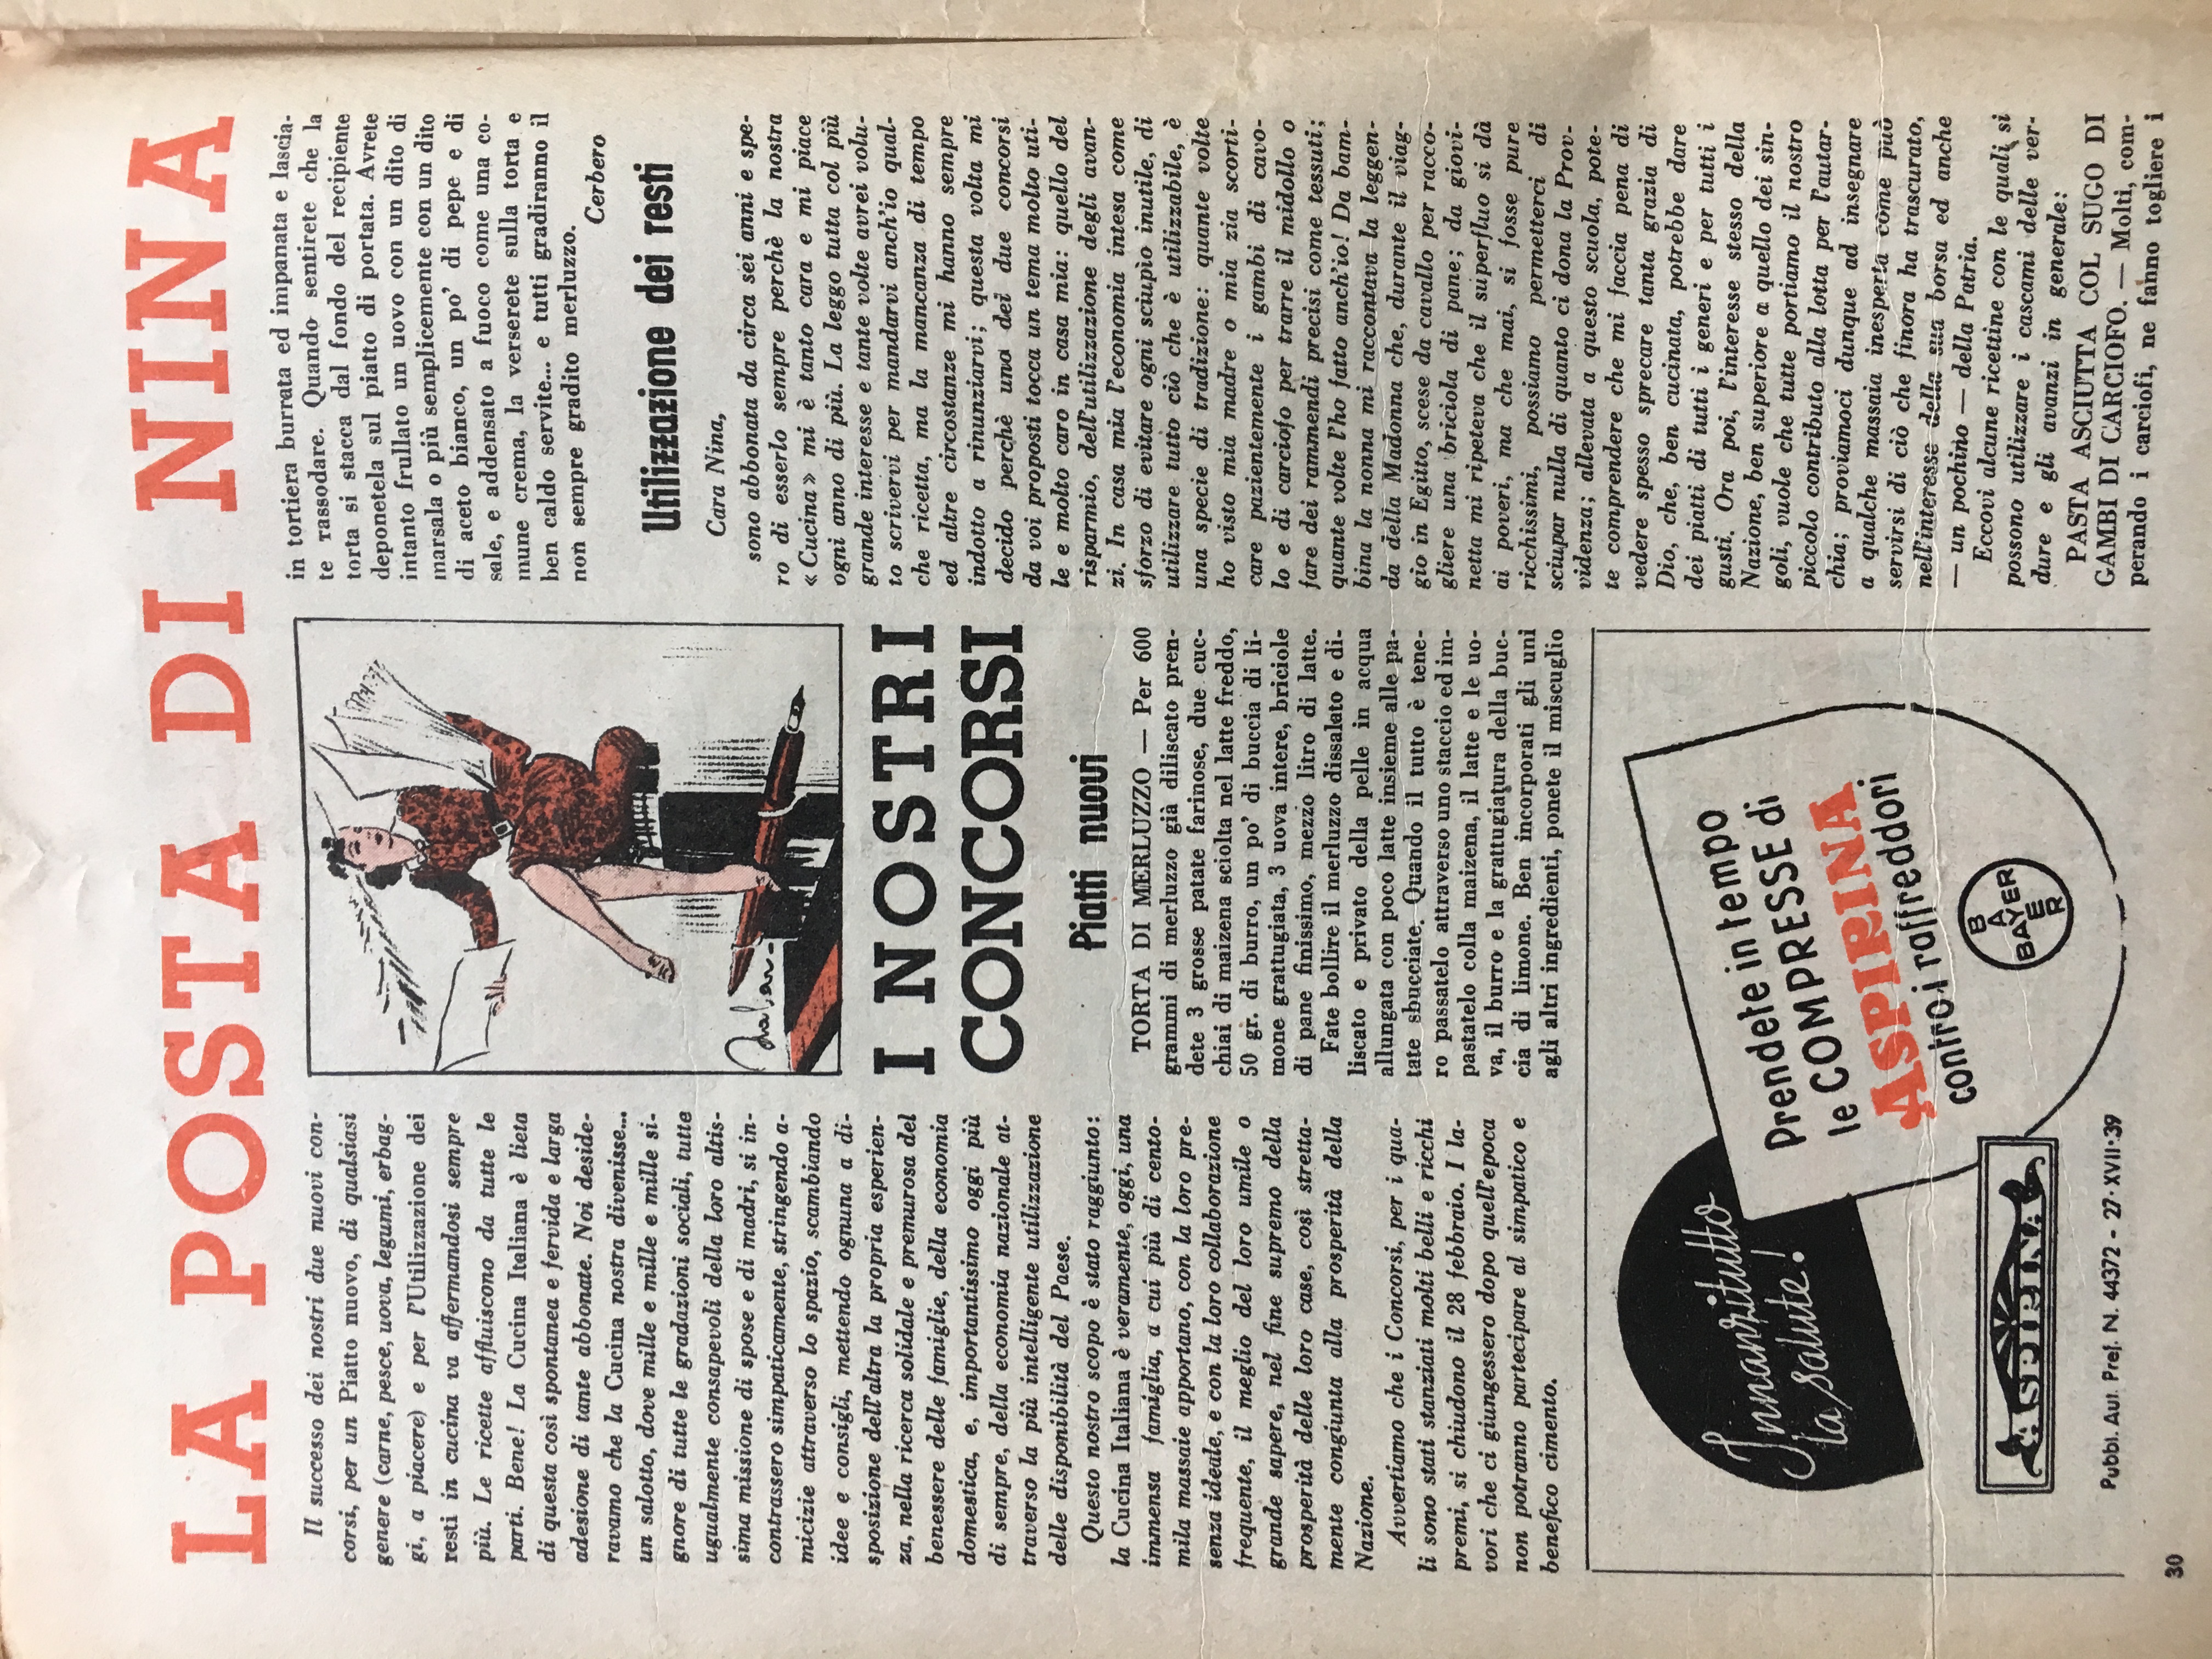 LA POSTA DI NINA
Il successo dei nostri due nuovi con-
corsi, per un Piatto nuovo, di qualsiasi
genere (carne, pesce, uova, legumi, erbag-
gi, a piacere) e per l'Utilizzazione dei
resti in cucina va affermandosi sempre
più. Le ricette affluiscono da tutte le
parti. Bene! La Cucina Italiana è lieta
di questa così spontanea e fervida e larga
adesione di tante abbonate. Noi deside-
ravamo che la Cucina nostra divenisse...
un salotto, dove mille e mille e mille si-
gnore di tutte le gradazioni sociali, tutte
ugualmente consapevoli della loro altis-
sima missione di spose e di madri, si in-
contrassero simpaticamente, stringendo a-
micizie attraverso lo spazio, scambiando
idee e consigli, mettendo ognuna a di-
sposizione dell'altra la propria esperien-
za, nella ricerca solidale e premurosa del
benessere delle famiglie, della economia
domestica, e, importantissimo oggi più
di sempre, della economia nazionale at-
traverso la più intelligente utilizzazione
delle disponibilità del Paese.
Questo nostro scopo è stato raggiunto:
la Cucina Italiana è veramente, oggi, una
immensa famiglia, a cui più di cento-
mila massaie apportano, con la loro pre-
senza ideale, e con la loro collaborazione
frequente, il meglio del loro umile o
grande sapere, nel fine supremo della
prosperità delle loro case, così stretta-
mente congiunta alla prosperità della
Nazione.
Avvertiamo che i Concorsi, per i qua-
li sono stati stanziati molti belli e ricchi
premi, si chiudono il 28 febbraio. I la-
vori che ci giungessero dopo quell'epoca
non potranno partecipare al simpatico e
benefico cimento.
I NOSTRI
CONCORSI
Piatti nuovi
TORTA DI MERLUZZO — Per 600
grammi di merluzzo già diliscato pren-
dete 3 grosse patate farinose, due cuc-
chiai di maizena sciolta nel latte freddo,
50 gr. di burro, un po' di buccia di li-
mone grattugiata, 3 uova intere, briciole
di pane finissimo, mezzo litro di latte.
Fate bollire il merluzzo dissalato e di-
liscato e privato della pelle in acqua
allungata con poco latte insieme alle pa-
tate sbucciate. Quando il tutto è tene-
ro passatelo attraverso uno staccio ed im-
pastatelo colla maizena, il latte e le uo-
va, il burro e la grattugiatura della buc-
cia di limone. Ben incorporati gli uni
agli altri ingredienti, ponete il miscuglio
in tortiera burrata ed impanata e lascia-
te rassodare. Quando sentirete che la
torta si stacca dal fondo del recipiente
deponetela sul piatto di portata. Avrete
intanto frullato un uovo con un dito di
marsala o più semplicemente con un dito
di aceto bianco, un po' di pepe e di
sale, e addensato a fuoco come una co-
mune crema, la verserete sulla torta e
ben caldo servite... e tutti gradiranno il
non sempre gradito merluzzo.
Cerbero
Utilizzazione dei resti
Cara Nina,
sono abbonata da circa sei anni e spe-
ro di esserlo sempre perchè la nostra
« Cucina » mi è tanto cara e mi piace
ogni anno di più. La leggo tutta col più
grande interesse e tante volte avrei volu-
to scrivervi per mandarvi anch'io qual-
che ricetta, ma la mancanza di tempo
ed altre circostanze mi hanno sempre
indotto a rinunziarvi; questa volta mi
decido perchè uno dei due concorsi
da voi proposti tocca un tema molto uti-
le e molto caro in casa mia: quello del
risparmio, dell'utilizzazione degli avan-
zi. In casa mia l'economia intesa come
sforzo di evitare ogni sciupio inutile, di
utilizzare tutto ciò che è utilizzabile, è
una specie di tradizione: quante volte
ho visto mia madre o mia zia scorti-
care pazientemente i gambi di cavo-
lo e di carciofo per trarre il midollo o
fare dei ramendi precisi come tessuti;
quante volte l'ho fatto anch'io! Da bam-
bina la nonna mi raccontava la leggen-
da della Madonna che, durante il viag-
gio in Egitto, scese da cavallo per racco-
gliere una briciola di pane; da giovi-
netta mi ripeteva che il superfluo si dà
ai poveri, ma che mai, si fosse pure
ricchissimi, possiamo permetterci di
sciupar nulla di quanto ci dona la Prov-
videnza; allevata a questo scuola, pote-
te comprendere che mi faccia pena di
vedere spesso sprecare tanta grazia di
Dio, che, ben cucinata, potrebbe dare
dei piatti di tutti i generi e per tutti i
gusti. Ora poi, l'interesse stesso della
Nazione, ben superiore a quello dei sin-
goli, vuole che tutte portiamo il nostro
piccolo contributo alla lotta per l'autar-
chia; proviamoci dunque ad insegnare
a qualche massaia inesperta come può
servirsi di ciò che finora ha trascurato,
nell'interesse della sua borsa ed anche
— un pochino — della Patria.
Eccovi alcune ricettine con le quali si
possono utilizzare i cascami delle ver-
dure e gli avanzi in generale:
PASTA ASCIUTTA COL SUGO DI
GAMBI DI CARCIOFO. — Molti, com-
perando i carciofi, ne fanno togliere i
Innanzitutto
la salute!
Prendete in tempo
le COMPRESSE di
ASPIRINA
contro i raffreddori
BAYER
BAYER
ASPIRINA
Pubbl. Aut. Pref. N. 44372 - 27-XVII-39
30